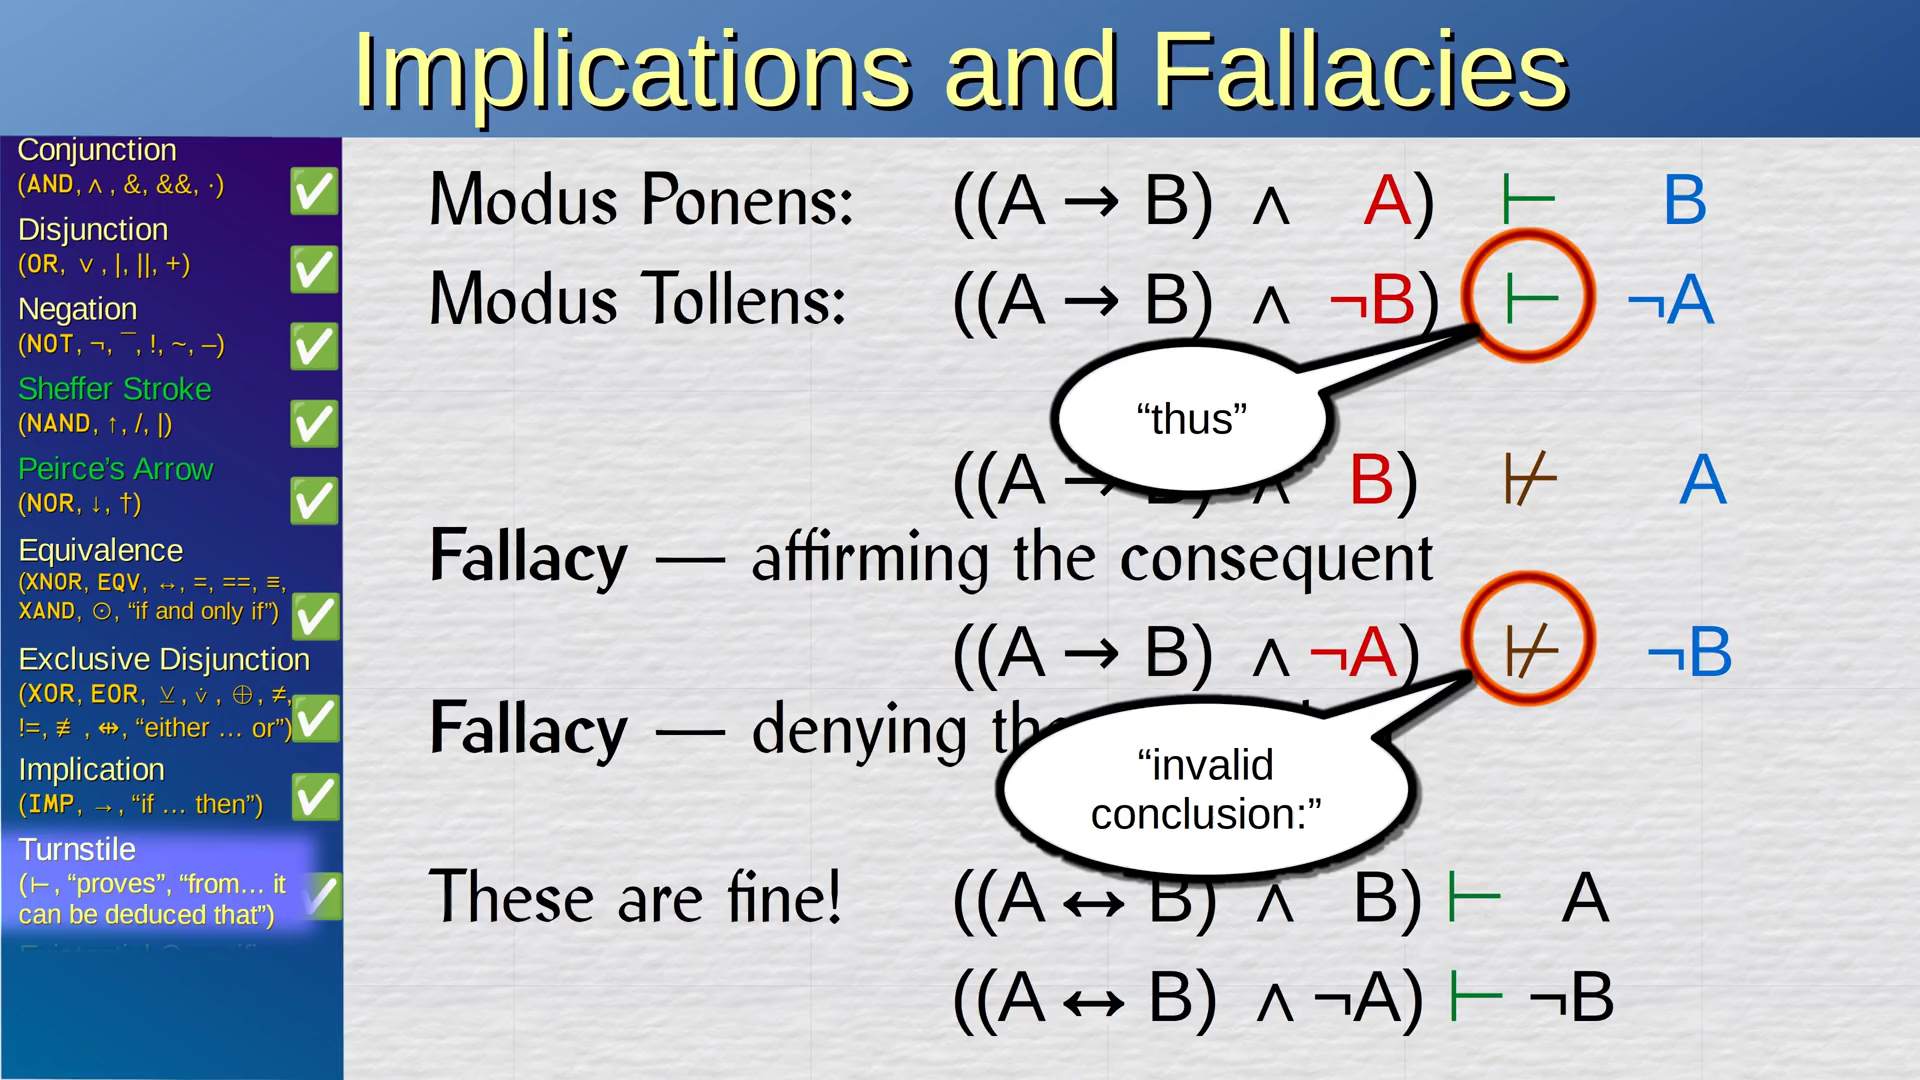 Implications and Fallacies
Conjunction
(AND, ∧, &, &&, ·)
Disjunction
(OR, ∨, |, ||, +)
Negation
(NOT, ¬, ¯, !, ~, –)
Sheffer Stroke
(NAND, ↑, /, |)
Peirce’s Arrow
(NOR, ↓, †)
Equivalence
(XNOR, EQV, ↔, =, ==, ≡,
XAND, ⊙, “if and only if”)
Exclusive Disjunction
(XOR, EOR, ⊻, ∨̇, ⊕, ≠,
!=, ≢, ⇹, “either … or”)
Implication
(IMP, →, “if … then”)
Turnstile
(⊢, “proves”, “from… it
can be deduced that”)
Modus Ponens: ((A → B) ∧ A) ⊢ B
Modus Tollens: ((A → B) ∧ ¬B) ⊢ ¬A
“thus”
((A → B) ∧ B) ⊬ A
Fallacy — affirming the consequent
((A → B) ∧ ¬A) ⊬ ¬B
Fallacy — denying the
“invalid
conclusion:”
These are fine! ((A ↔ B) ∧ B) ⊢ A
((A ↔ B) ∧ ¬A) ⊢ ¬B